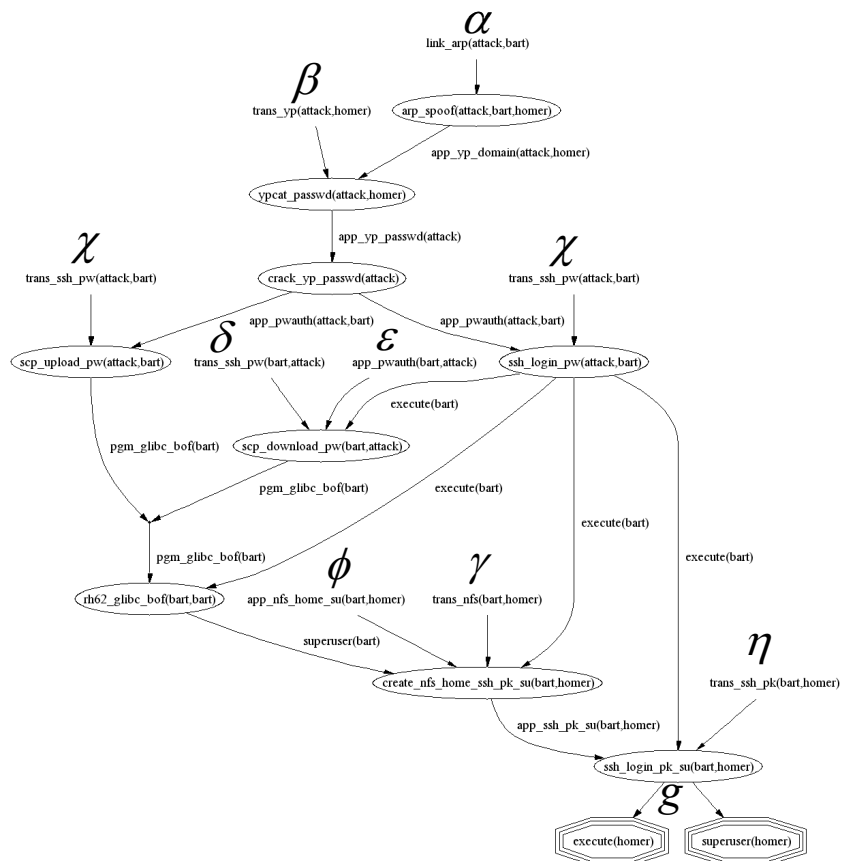 α
link_arp(attack,bart)
β
trans_yp(attack,homer)
arp_spoof(attack,bart,homer)
app_yp_domain(attack,homer)
ypcat_passwd(attack,homer)
app_yp_passwd(attack)
χ
trans_ssh_pw(attack,bart)
crack_yp_passwd(attack)
χ
trans_ssh_pw(attack,bart)
app_pwauth(attack,bart)
app_pwauth(attack,bart)
scp_upload_pw(attack,bart)
δ
trans_ssh_pw(bart,attack)
ε
app_pwauth(bart,attack)
ssh_login_pw(attack,bart)
execute(bart)
pgm_glibc_bof(bart)
scp_download_pw(bart,attack)
pgm_glibc_bof(bart)
execute(bart)
execute(bart)
execute(bart)
pgm_glibc_bof(bart)
rh62_glibc_bof(bart,bart)
ϕ
app_nfs_home_su(bart,homer)
γ
trans_nfs(bart,homer)
superuser(bart)
create_nfs_home_ssh_pk_su(bart,homer)
η
trans_ssh_pk(bart,homer)
app_ssh_pk_su(bart,homer)
ssh_login_pk_su(bart,homer)
g
execute(homer)
superuser(homer)